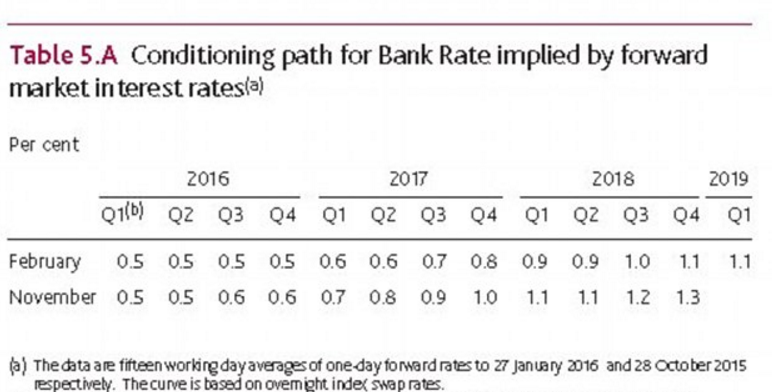 Table 5.A Conditioning path for Bank Rate implied by forward
market interest rates(a)
Per cent
2016 2017 2018 2019
Q1(b) Q2 Q3 Q4 Q1 Q2 Q3 Q4 Q1 Q2 Q3 Q4 Q1
February 0.5 0.5 0.5 0.5 0.6 0.6 0.7 0.8 0.9 0.9 1.0 1.1 1.1
November 0.5 0.5 0.6 0.6 0.7 0.8 0.9 1.0 1.1 1.1 1.2 1.3
(a) The data are fifteen working day averages of one-day forward rates to 27 January 2016 and 28 October 2015
respectively. The curve is based on overnight index swap rates.